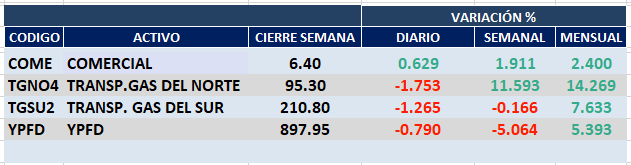 VARIACIÓN %
CODIGO ACTIVO CIERRE SEMANA DIARIO SEMANAL MENSUAL
COME COMERCIAL 6.40 0.629 1.911 2.400
TGNO4 TRANSP.GAS DEL NORTE 95.30 -1.753 11.593 14.269
TGSU2 TRANSP. GAS DEL SUR 210.80 -1.265 -0.166 7.633
YPFD YPFD 897.95 -0.790 -5.064 5.393